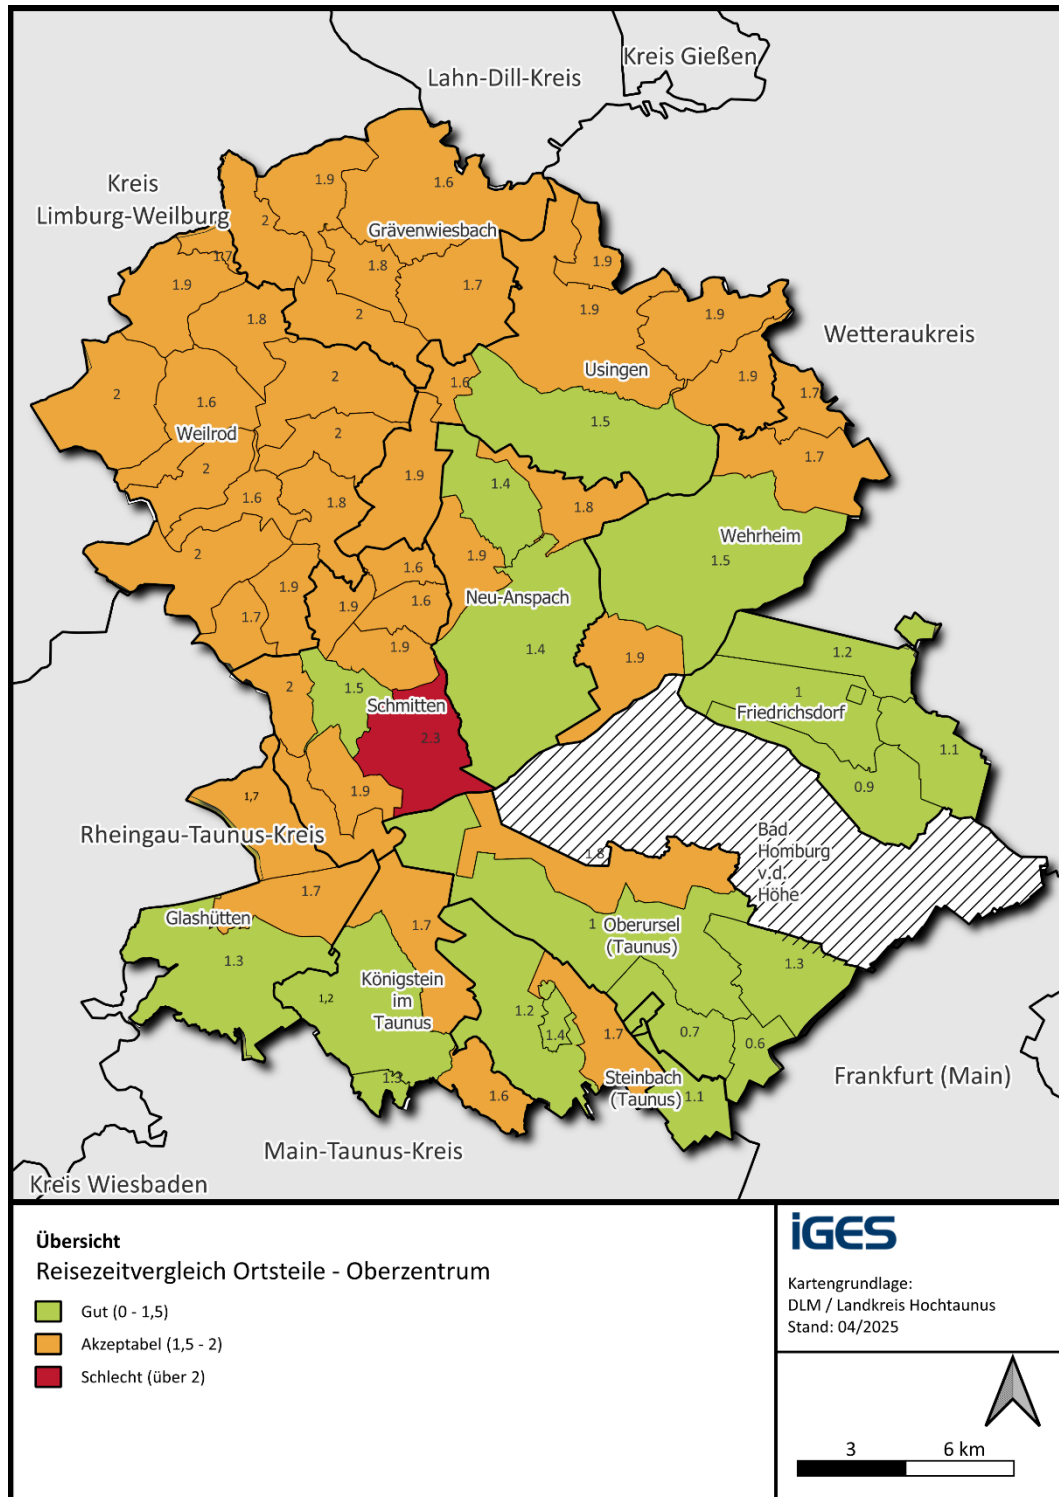 Kreis Gießen
Lahn-Dill-Kreis
Kreis
Limburg-Weilburg
1.9
1.6
2
Grävenwiesbach
1.7
1.8
1.9
1.9
1.7
1.9
1.8
2
1.9
Wetteraukreis
Usingen
2
1.9
1.6
1.7
2
1.6
1.5
Weilrod
2
1.7
2
1.9
1.4
1.6
1.8
1.8
Wehrheim
2
1.5
1.6
1.9
1.9
1.9
1.6
Neu-Anspach
1.7
1.9
1.4
1.2
1.9
2
1.5
1
Schmitten
Friedrichsdorf
2.3
1.1
0.9
1.9
1,7
Rheingau-Taunus-Kreis
Bad
Homburg
v.d.
Höhe
1.8
1.7
Glashütten
1.7
1
Oberursel
(Taunus)
1.3
1.3
Königstein
im
Taunus
1,2
1.2
1.4
1.7
0.7
0.6
Steinbach
(Taunus)
1.3
1.6
1.1
Frankfurt (Main)
Main-Taunus-Kreis
Kreis Wiesbaden
Übersicht
Reisezeitvergleich Ortsteile - Oberzentrum
Gut (0 - 1,5)
Akzeptabel (1,5 - 2)
Schlecht (über 2)
iGES
Kartengrundlage:
DLM / Landkreis Hochtaunus
Stand: 04/2025
3 6 km